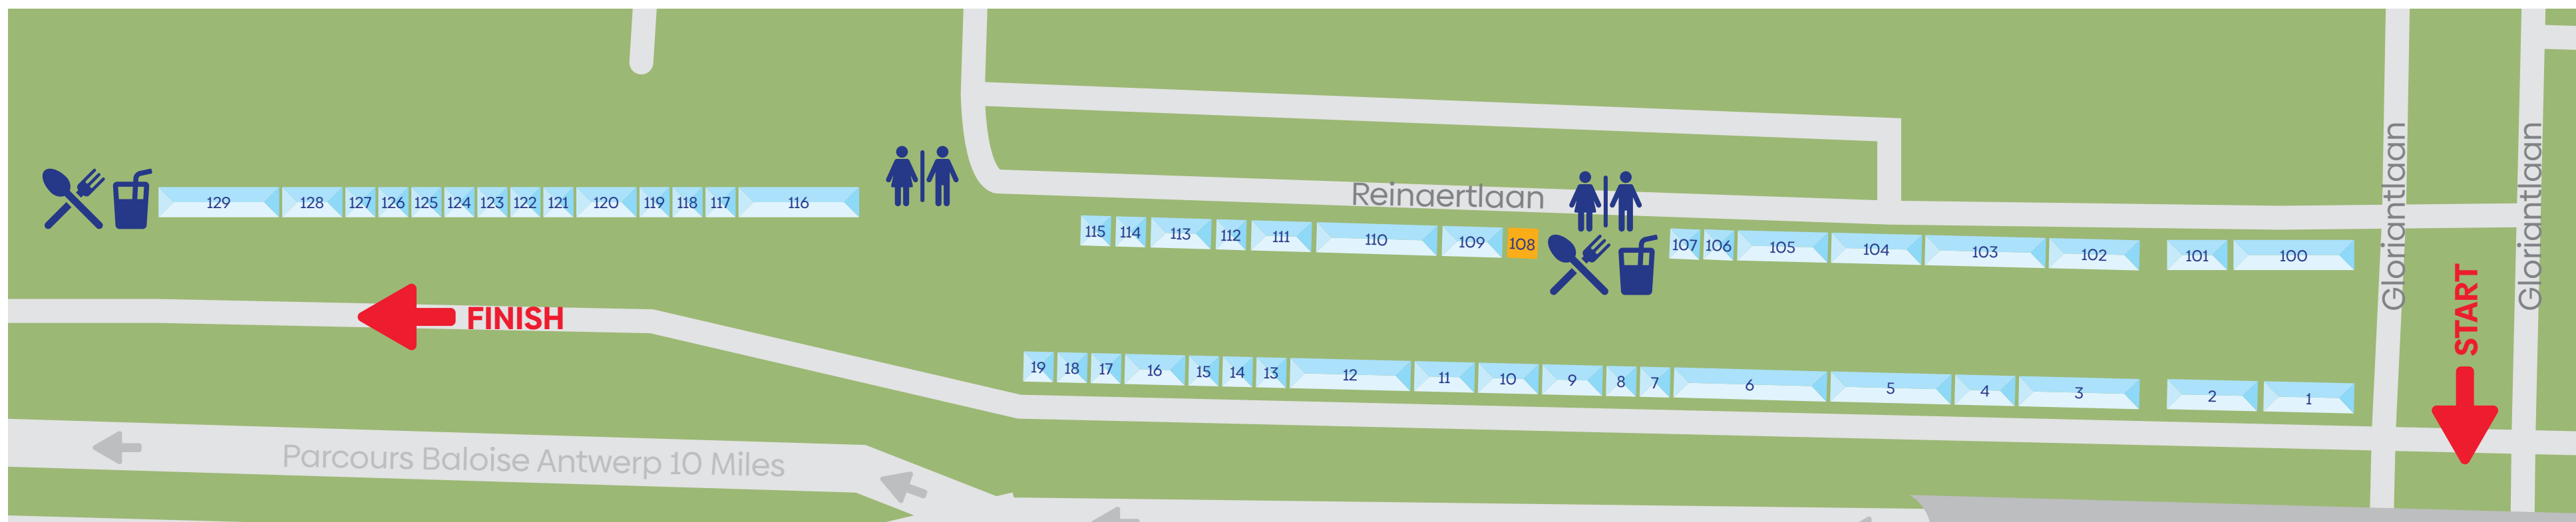 129 128 127 126 125 124 123 122 121 120 119 118 117 116
Reinaertlaan
115 114 113 112 111 110 109 108 107 106 105 104 103 102 101 100
Gloriantlaan
Gloriantlaan
START
FINISH
19 18 17 16 15 14 13 12 11 10 9 8 7 6 5 4 3 2 1
Parcours Baloise Antwerp 10 Miles